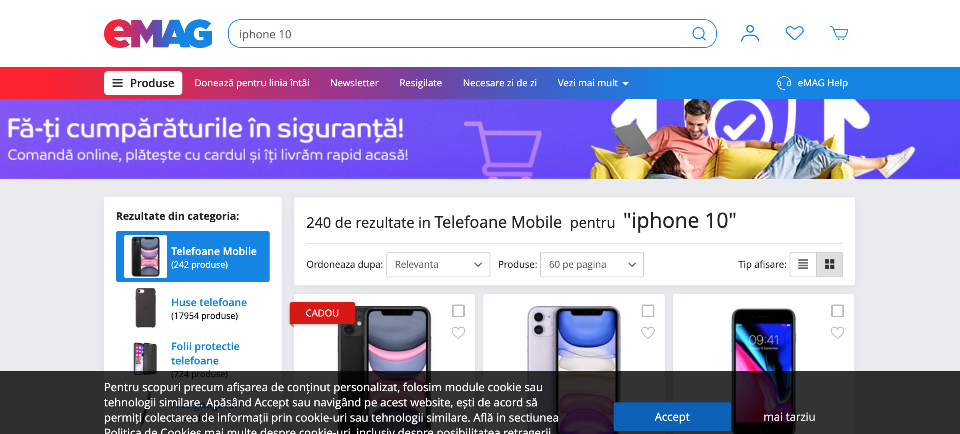 eMAG
iphone 10
Produse
Donează pentru linia întâi
Newsletter
Resigilate
Necesare zi de zi
Vezi mai mult
eMAG Help
Fă-ți cumpărăturile în siguranță!
Comandă online, plătește cu cardul și îți livrăm rapid acasă!
Rezultate din categoria:
Telefoane Mobile
(242 produse)
Huse telefoane
(17954 produse)
Folii protectie
telefoane
(724 produse)
240 de rezultate in Telefoane Mobile pentru "iphone 10"
Ordoneaza dupa:
Relevanta
Produse:
60 pe pagina
Tip afisare:
CADOU
09:41
Pentru scopuri precum afișarea de conținut personalizat, folosim module cookie sau
tehnologii similare. Apăsând Accept sau navigând pe acest website, ești de acord să
permiți colectarea de informații prin cookie-uri sau tehnologii similare. Află in sectiunea
Politica de Cookies mai multe despre cookie-uri, inclusiv despre posibilitatea retragerii
Accept
mai tarziu